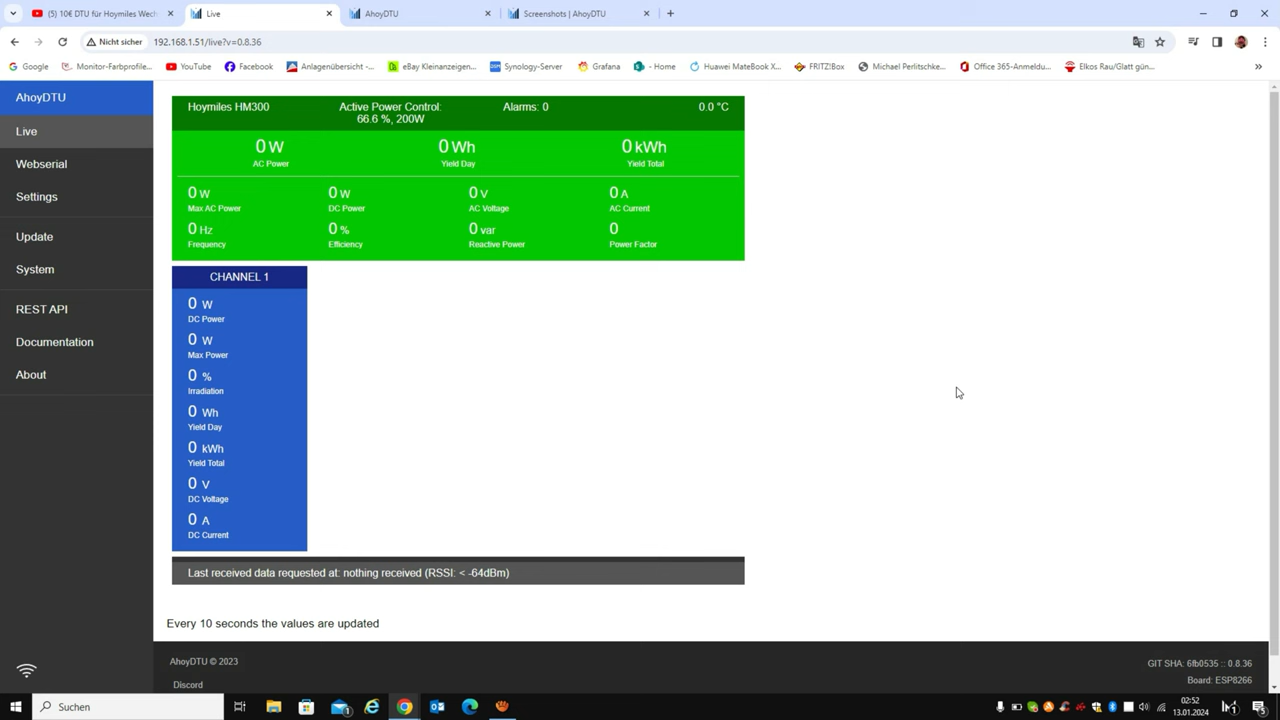 (5) 10€ DTU für Hoymiles Wech
Live
AhoyDTU
Screenshots | AhoyDTU
Nicht sicher
192.168.1.51/live?v=0.8.36
Google
Monitor-Farbprofile...
YouTube
Facebook
Anlagenübersicht -...
eBay Kleinanzeigen...
Synology-Server
Grafana
- Home
Huawei MateBook X...
FRITZ!Box
Michael Perlitschke...
Office 365-Anmeldu...
Elkos Rau/Glatt gün...
AhoyDTU
Live
Webserial
Settings
Update
System
REST API
Documentation
About
Hoymiles HM300
Active Power Control:
66.6 %, 200W
Alarms: 0
0.0 °C
0 W
AC Power
0 Wh
Yield Day
0 kWh
Yield Total
0 W
Max AC Power
0 W
DC Power
0 V
AC Voltage
0 A
AC Current
0 Hz
Frequency
0 %
Efficiency
0 var
Reactive Power
0
Power Factor
CHANNEL 1
0 W
DC Power
0 W
Max Power
0 %
Irradiation
0 Wh
Yield Day
0 kWh
Yield Total
0 V
DC Voltage
0 A
DC Current
Last received data requested at: nothing received (RSSI: < -64dBm)
Every 10 seconds the values are updated
AhoyDTU © 2023
Discord
GIT SHA: 6fb0535 :: 0.8.36
Board: ESP8266
Suchen
02:52
13.01.2024